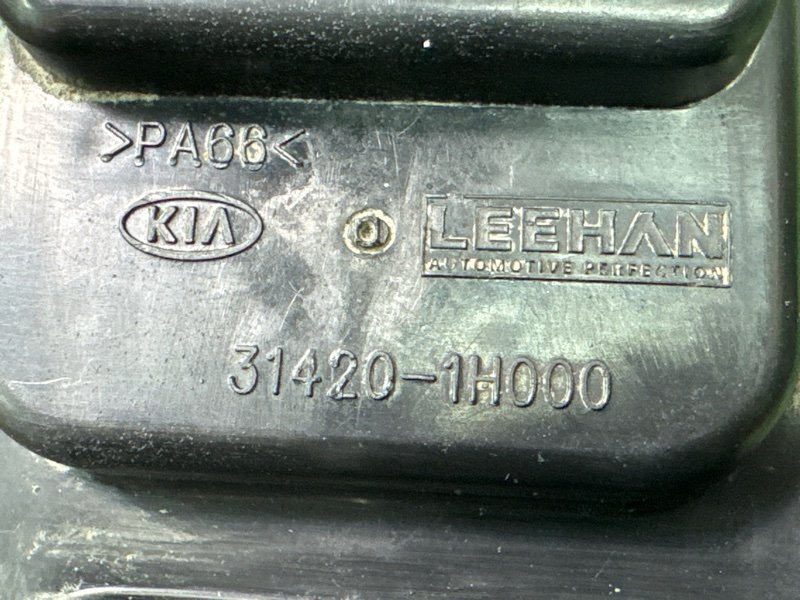 >PA66<
KIA
LEEHAN
AUTOMOTIVE PERFECTION
31420-1H000